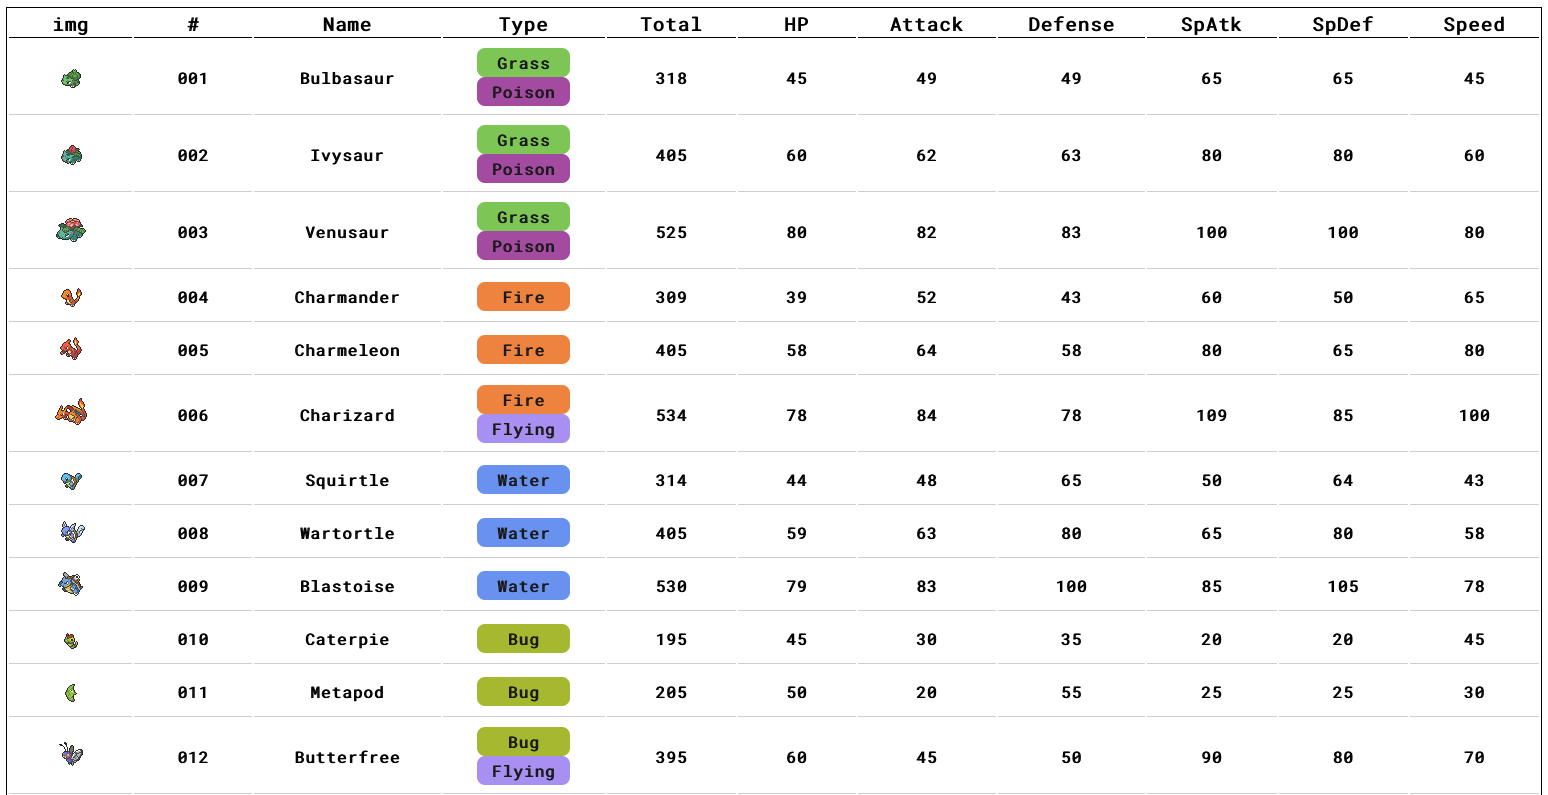 img # Name Type Total HP Attack Defense SpAtk SpDef Speed
001 Bulbasaur Grass Poison 318 45 49 49 65 65 45
002 Ivysaur Grass Poison 405 60 62 63 80 80 60
003 Venusaur Grass Poison 525 80 82 83 100 100 80
004 Charmander Fire 309 39 52 43 60 50 65
005 Charmeleon Fire 405 58 64 58 80 65 80
006 Charizard Fire Flying 534 78 84 78 109 85 100
007 Squirtle Water 314 44 48 65 50 64 43
008 Wartortle Water 405 59 63 80 65 80 58
009 Blastoise Water 530 79 83 100 85 105 78
010 Caterpie Bug 195 45 30 35 20 20 45
011 Metapod Bug 205 50 20 55 25 25 30
012 Butterfree Bug Flying 395 60 45 50 90 80 70